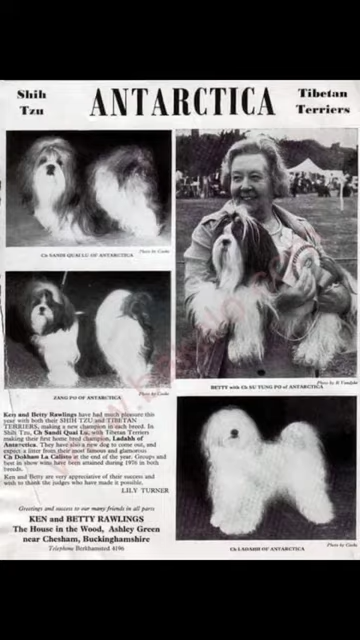 Shih
Tzu
ANTARCTICA
Tibetan
Terriers
Photo by Cooke
Ch SANDI QUAI LU OF ANTARCTICA
Photo by Cooke
ZANG PO OF ANTARCTICA
BETTY with Ch SU TUNG PO of ANTARCTICA
Ken and Betty Rawlings have had much pleasure this
year with both their SHIH TZU and TIBETAN
TERRIERS, making a new champion in each breed. In
Shih Tzu, Ch Sandi Quai Lu, with Tibetan Terriers
making their first home bred champion, Ladahh of
Antarctica. They have also a new dog to come out, and
expect a litter from their most famous and glamorous
Ch Dokham La Callisto at the end of the year. Groups and
best in show wins have been attained during 1976 in both
breeds.
Ken and Betty are very appreciative of their success and
wish to thank the judges who have made it possible.
LILY TURNER
Greetings and success to our many friends in all parts
KEN and BETTY RAWLINGS
The House in the Wood, Ashley Green
near Chesham, Buckinghamshire
Telephone Berkhamsted 4196
Photo by Cooke
Ch LADAHH OF ANTARCTICA